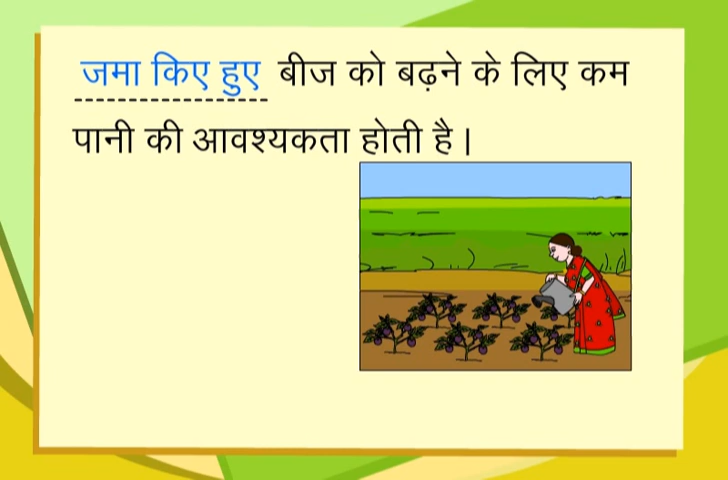 जमा किए हुए बीज को बढ़ने के लिए कम
पानी की आवश्यकता होती है।